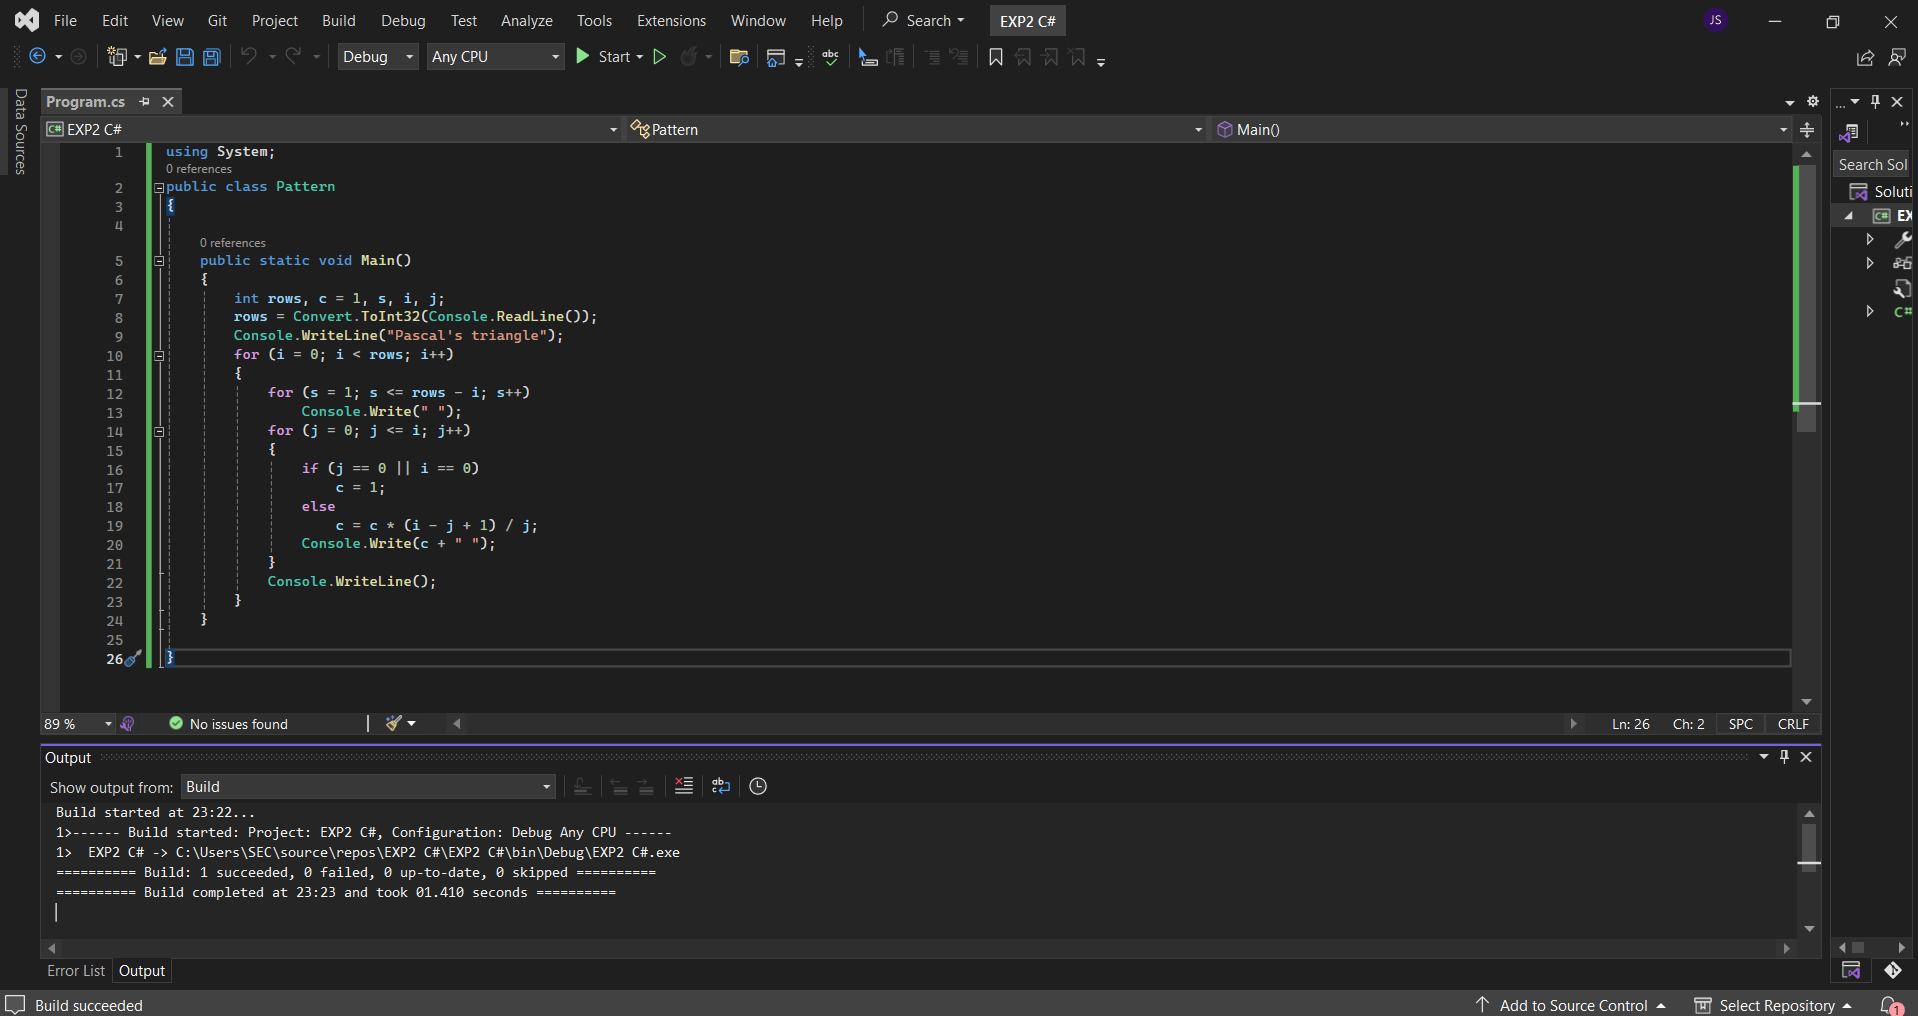 File Edit View Git Project Build Debug Test Analyze Tools Extensions Window Help Search EXP2 C# JS
Debug Any CPU Start abc
Data Sources
Program.cs
C# EXP2 C# Pattern Main()
1 using System;
0 references
2 public class Pattern
3 {
4
0 references
5 public static void Main()
6 {
7 int rows, c = 1, s, i, j;
8 rows = Convert.ToInt32(Console.ReadLine());
9 Console.WriteLine("Pascal's triangle");
10 for (i = 0; i < rows; i++)
11 {
12 for (s = 1; s <= rows - i; s++)
13 Console.Write(" ");
14 for (j = 0; j <= i; j++)
15 {
16 if (j == 0 || i == 0)
17 c = 1;
18 else
19 c = c * (i - j + 1) / j;
20 Console.Write(c + " ");
21 }
22 Console.WriteLine();
23 }
24 }
25
26 }
...
Search Sol
Soluti
C# EX
C#
89 % No issues found Ln: 26 Ch: 2 SPC CRLF
Output
Show output from: Build
Build started at 23:22...
1>------ Build started: Project: EXP2 C#, Configuration: Debug Any CPU ------
1>  EXP2 C# -> C:\Users\SEC\source\repos\EXP2 C#\EXP2 C#\bin\Debug\EXP2 C#.exe
========== Build: 1 succeeded, 0 failed, 0 up-to-date, 0 skipped ==========
========== Build completed at 23:23 and took 01.410 seconds ==========
Error List Output
Build succeeded Add to Source Control Select Repository 1